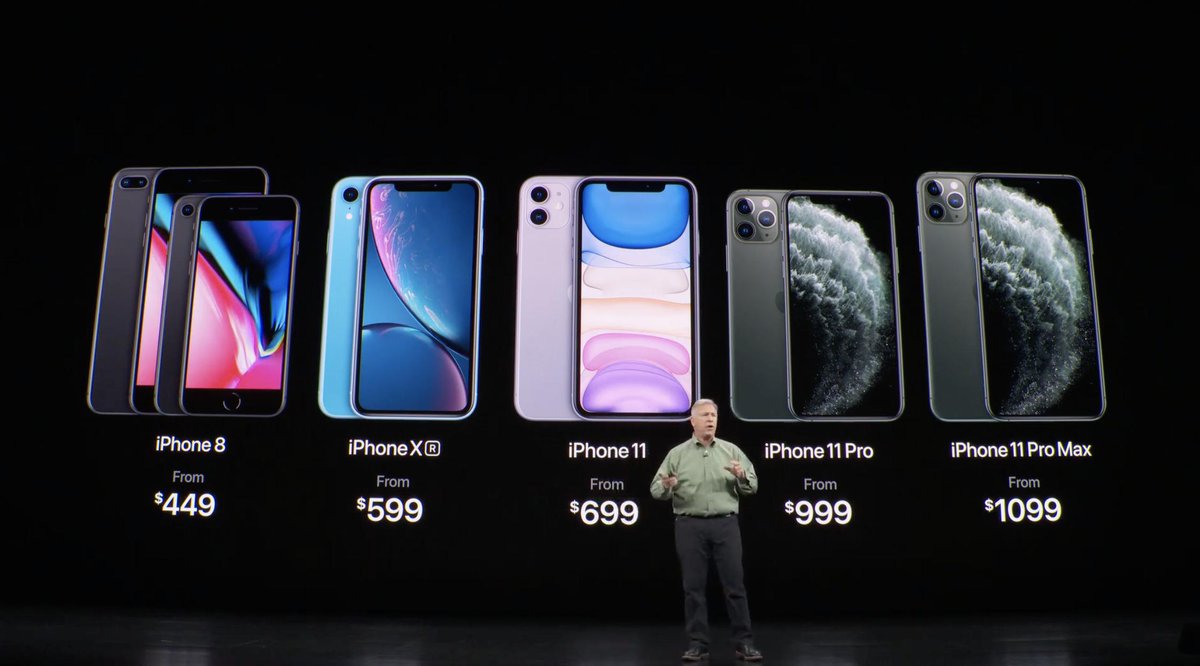 iPhone 8
From
$449
iPhone XR
From
$599
iPhone 11
From
$699
iPhone 11 Pro
From
$999
iPhone 11 Pro Max
From
$1099